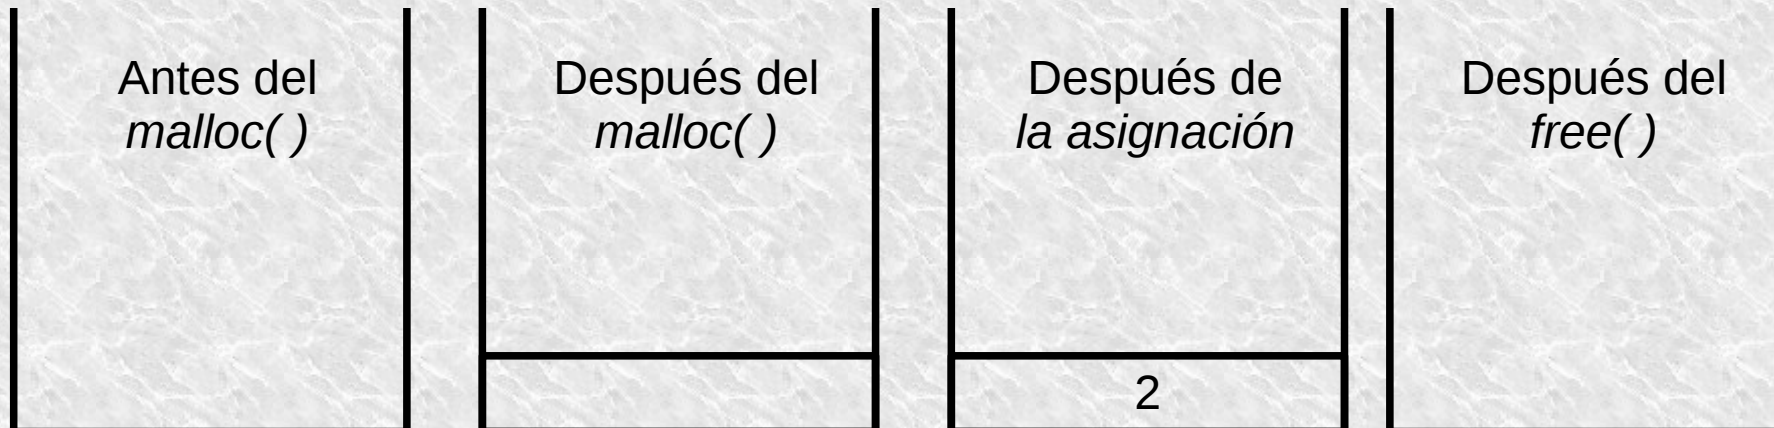 Antes del
malloc( )
Después del
malloc( )
Después de
la asignación
2
Después del
free( )